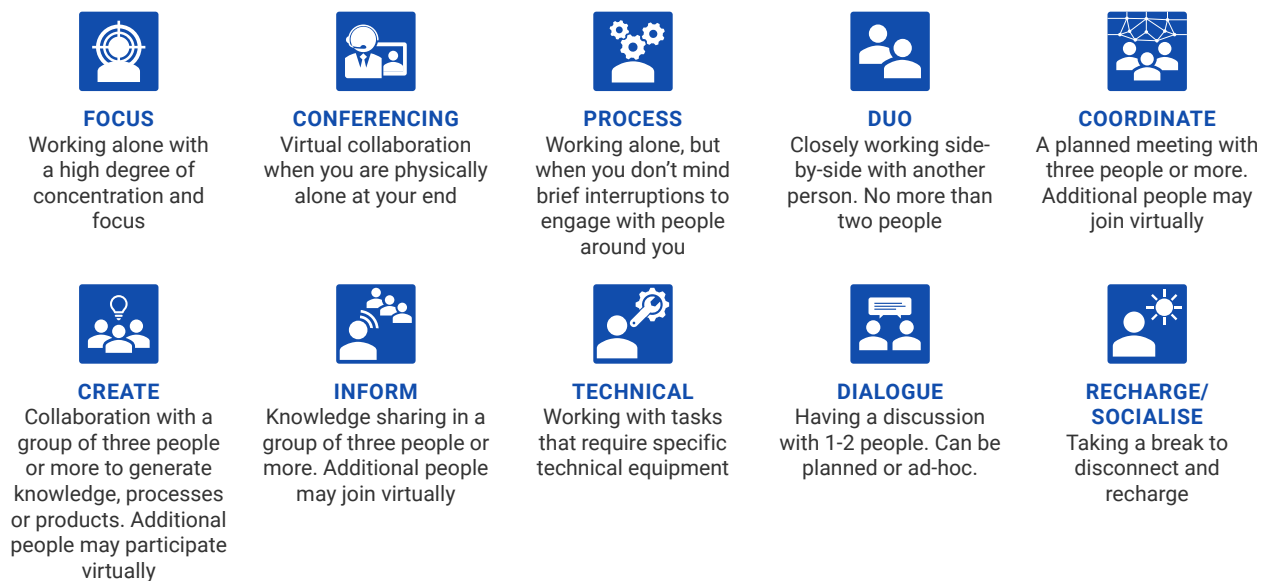 FOCUS
Working alone with
a high degree of
concentration and
focus
CONFERENCING
Virtual collaboration
when you are physically
alone at your end
PROCESS
Working alone, but
when you don’t mind
brief interruptions to
engage with people
around you
DUO
Closely working side-
by-side with another
person. No more than
two people
COORDINATE
A planned meeting with
three people or more.
Additional people may
join virtually
CREATE
Collaboration with a
group of three people
or more to generate
knowledge, processes
or products. Additional
people may participate
virtually
INFORM
Knowledge sharing in a
group of three people or
more. Additional people
may join virtually
TECHNICAL
Working with tasks
that require specific
technical equipment
DIALOGUE
Having a discussion
with 1-2 people. Can be
planned or ad-hoc.
RECHARGE/
SOCIALISE
Taking a break to
disconnect and
recharge